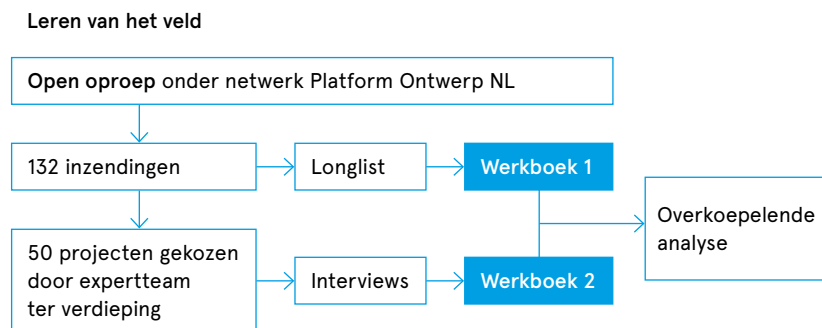 Leren van het veld
Open oproep onder netwerk Platform Ontwerp NL
132 inzendingen
Longlist
Werkboek 1
Overkoepelende
analyse
50 projecten gekozen
door expertteam
ter verdieping
Interviews
Werkboek 2